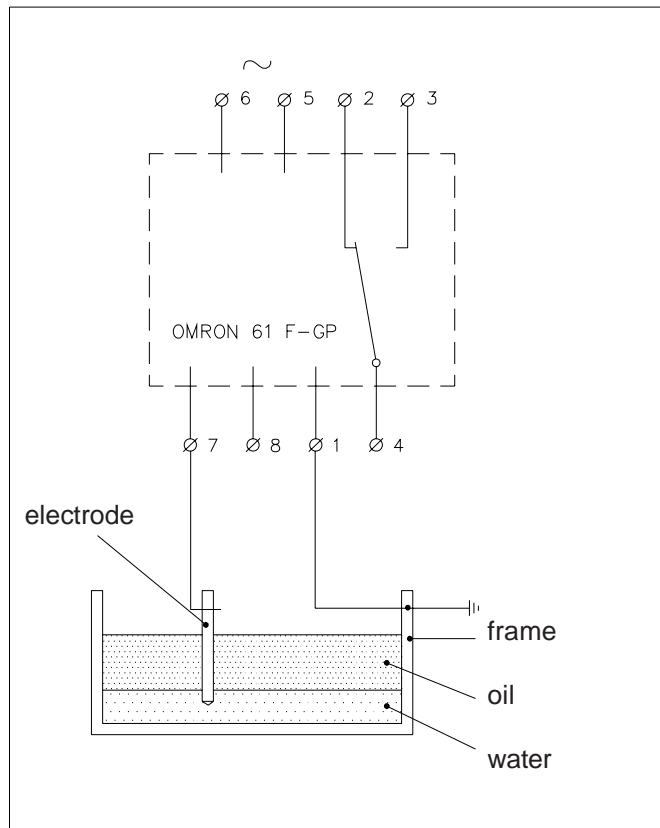 ~
6 5 2 3
OMRON 61 F-GP
7 8 1 4
electrode
frame
oil
water